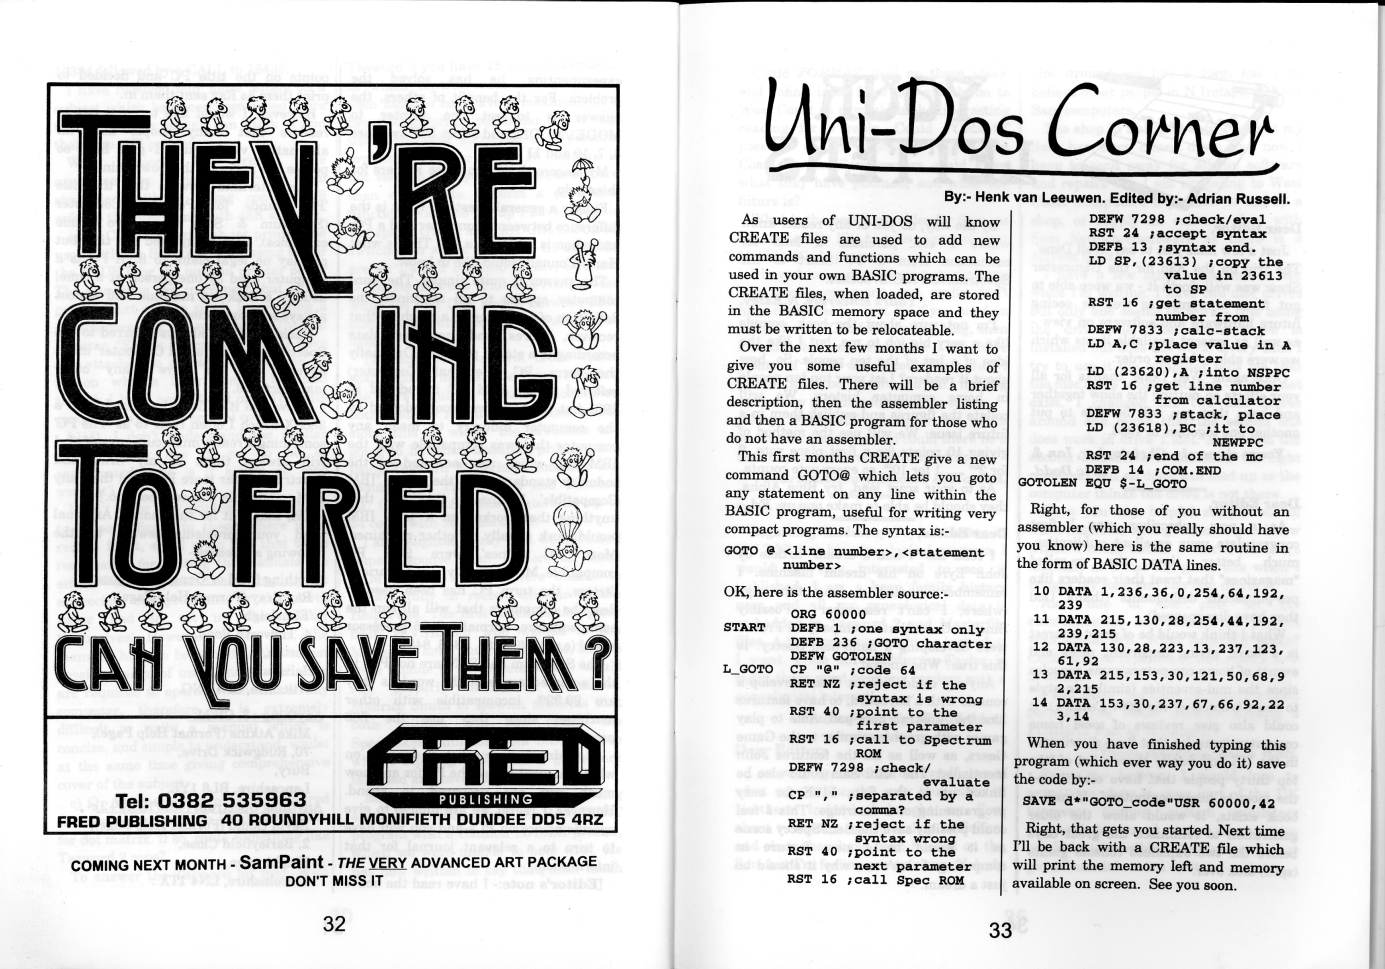 THEY'RE
COMING
TO FRED
CAN YOU SAVE THEM ?
FRED
PUBLISHING
Tel: 0382 535963
FRED PUBLISHING 40 ROUNDYHILL MONIFIETH DUNDEE DD5 4RZ
COMING NEXT MONTH - SamPaint - THE VERY ADVANCED ART PACKAGE
DON'T MISS IT
32
Uni-Dos Corner
By:- Henk van Leeuwen. Edited by:- Adrian Russell.
As users of UNI-DOS will know
CREATE files are used to add new
commands and functions which can be
used in your own BASIC programs. The
CREATE files, when loaded, are stored
in the BASIC memory space and they
must be written to be relocateable.
Over the next few months I want to
give you some useful examples of
CREATE files. There will be a brief
description, then the assembler listing
and then a BASIC program for those who
do not have an assembler.
This first months CREATE give a new
command GOTO@ which lets you goto
any statement on any line within the
BASIC program, useful for writing very
compact programs. The syntax is:-
GOTO @ <line number>,<statement
number>
OK, here is the assembler source:-
ORG 60000
START DEFB 1 ;one syntax only
DEFB 236 ;GOTO character
DEFW GOTOLEN
L_GOTO CP "@" ;code 64
RET NZ ;reject if the
syntax is wrong
RST 40 ;point to the
first parameter
RST 16 ;call to Spectrum
ROM
DEFW 7298 ;check/
evaluate
CP "," ;separated by a
comma?
RET NZ ;reject if the
syntax wrong
RST 40 ;point to the
next parameter
RST 16 ;call Spec ROM
DEFW 7298 ;check/eval
RST 24 ;accept syntax
DEFB 13 ;syntax end.
LD SP,(23613) ;copy the
value in 23613
to SP
RST 16 ;get statement
number from
DEFW 7833 ;calc-stack
LD A,C ;place value in A
register
LD (23620),A ;into NSPPC
RST 16 ;get line number
from calculator
DEFW 7833 ;stack, place
LD (23618),BC ;it to
NEWPPC
RST 24 ;end of the mc
DEFB 14 ;COM.END
GOTOLEN EQU $-L_GOTO
Right, for those of you without an
assembler (which you really should have
you know) here is the same routine in
the form of BASIC DATA lines.
10 DATA 1,236,36,0,254,64,192,
239
11 DATA 215,130,28,254,44,192,
239,215
12 DATA 130,28,223,13,237,123,
61,92
13 DATA 215,153,30,121,50,68,9
2,215
14 DATA 153,30,237,67,66,92,22
3,14
When you have finished typing this
program (which ever way you do it) save
the code by:-
SAVE d*"GOTO_code"USR 60000,42
Right, that gets you started. Next time
I'll be back with a CREATE file which
will print the memory left and memory
available on screen. See you soon.
33